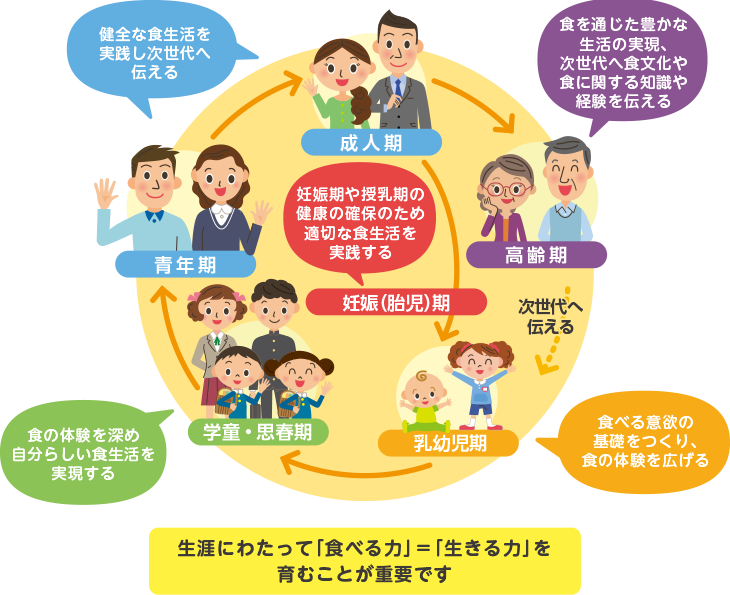 健全な食生活を
実践し次世代へ
伝える
食を通じた豊かな
生活の実現、
次世代へ食文化や
食に関する知識や
経験を伝える
成人期
妊娠期や授乳期の
健康の確保のため
適切な食生活を
実践する
青年期
高齢期
妊娠(胎児)期
次世代へ
伝える
食の体験を深め
自分らしい食生活を
実現する
学童・思春期
乳幼児期
食べる意欲の
基礎をつくり、
食の体験を広げる
生涯にわたって「食べる力」=「生きる力」を
育むことが重要です